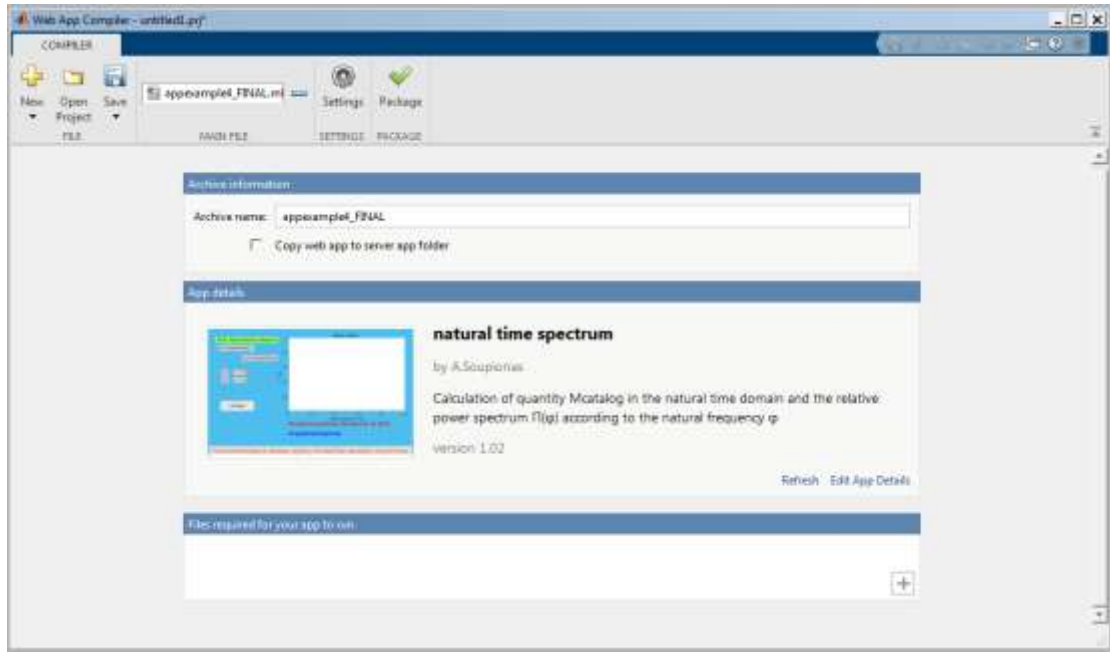 Web App Compiler - untitled1.prj*
COMPILER
New
Open Project
Save
FILE
appexample4_FINAL.ml
MAIN FILE
Settings
SETTINGS
Package
PACKAGE
Archive information
Archive name: appexample4_FINAL
Copy web app to server app folder
App details
natural time spectrum
by A.Soupionas
Calculation of quantity Mcatalog in the natural time domain and the relative
power spectrum Π(φ) according to the natural frequency φ
version 1.02
Refresh Edit App Details
Files required for your app to run